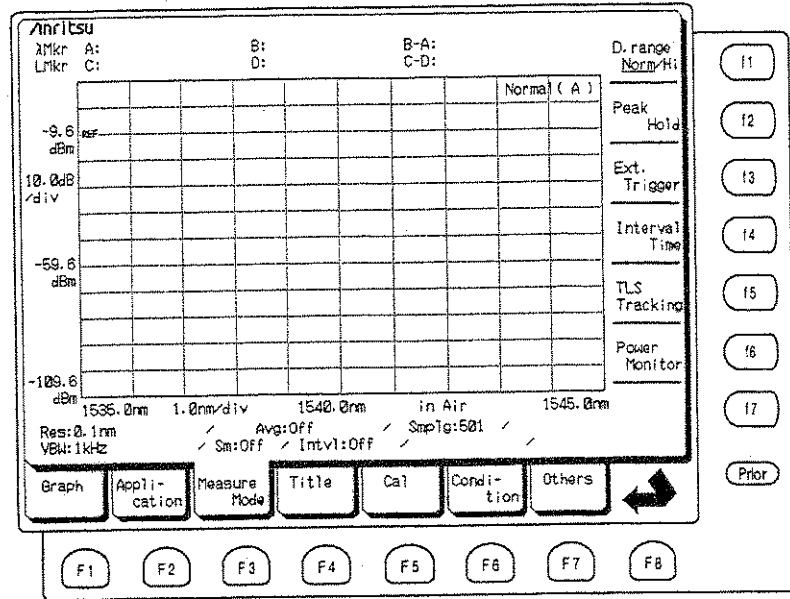 Anritsu
λMkr A: B: B-A:
LMkr C: D: C-D:
D.range
Norm/Hi
f1
Normal ( A )
Peak
Hold
f2
-9.6 REF
dBm
Ext.
Trigger
f3
10.0dB
/div
Interval
Time
f4
-59.6
dBm
TLS
Tracking
f5
Power
Monitor
f6
-109.6
dBm
1535.0nm 1.0nm/div 1540.0nm in Air 1545.0nm
f7
Res:0.1nm / Avg:Off / Smplg:501 /
VBW:1kHz / Sm:Off / Intvl:Off / /
Prior
Graph
Appli-
cation
Measure
Mode
Title
Cal
Condi-
tion
Others
F1 F2 F3 F4 F5 F6 F7 F8